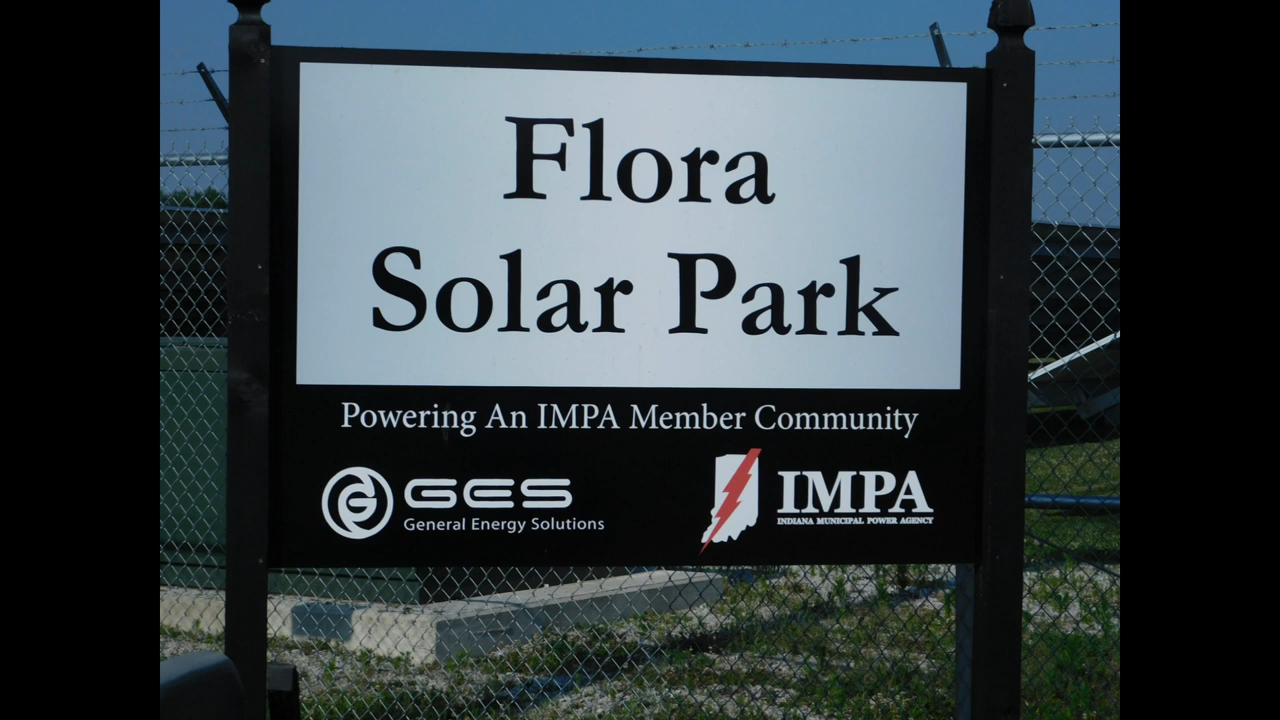 Flora
Solar Park
Powering An IMPA Member Community
GES
General Energy Solutions
IMPA
INDIANA MUNICIPAL POWER AGENCY